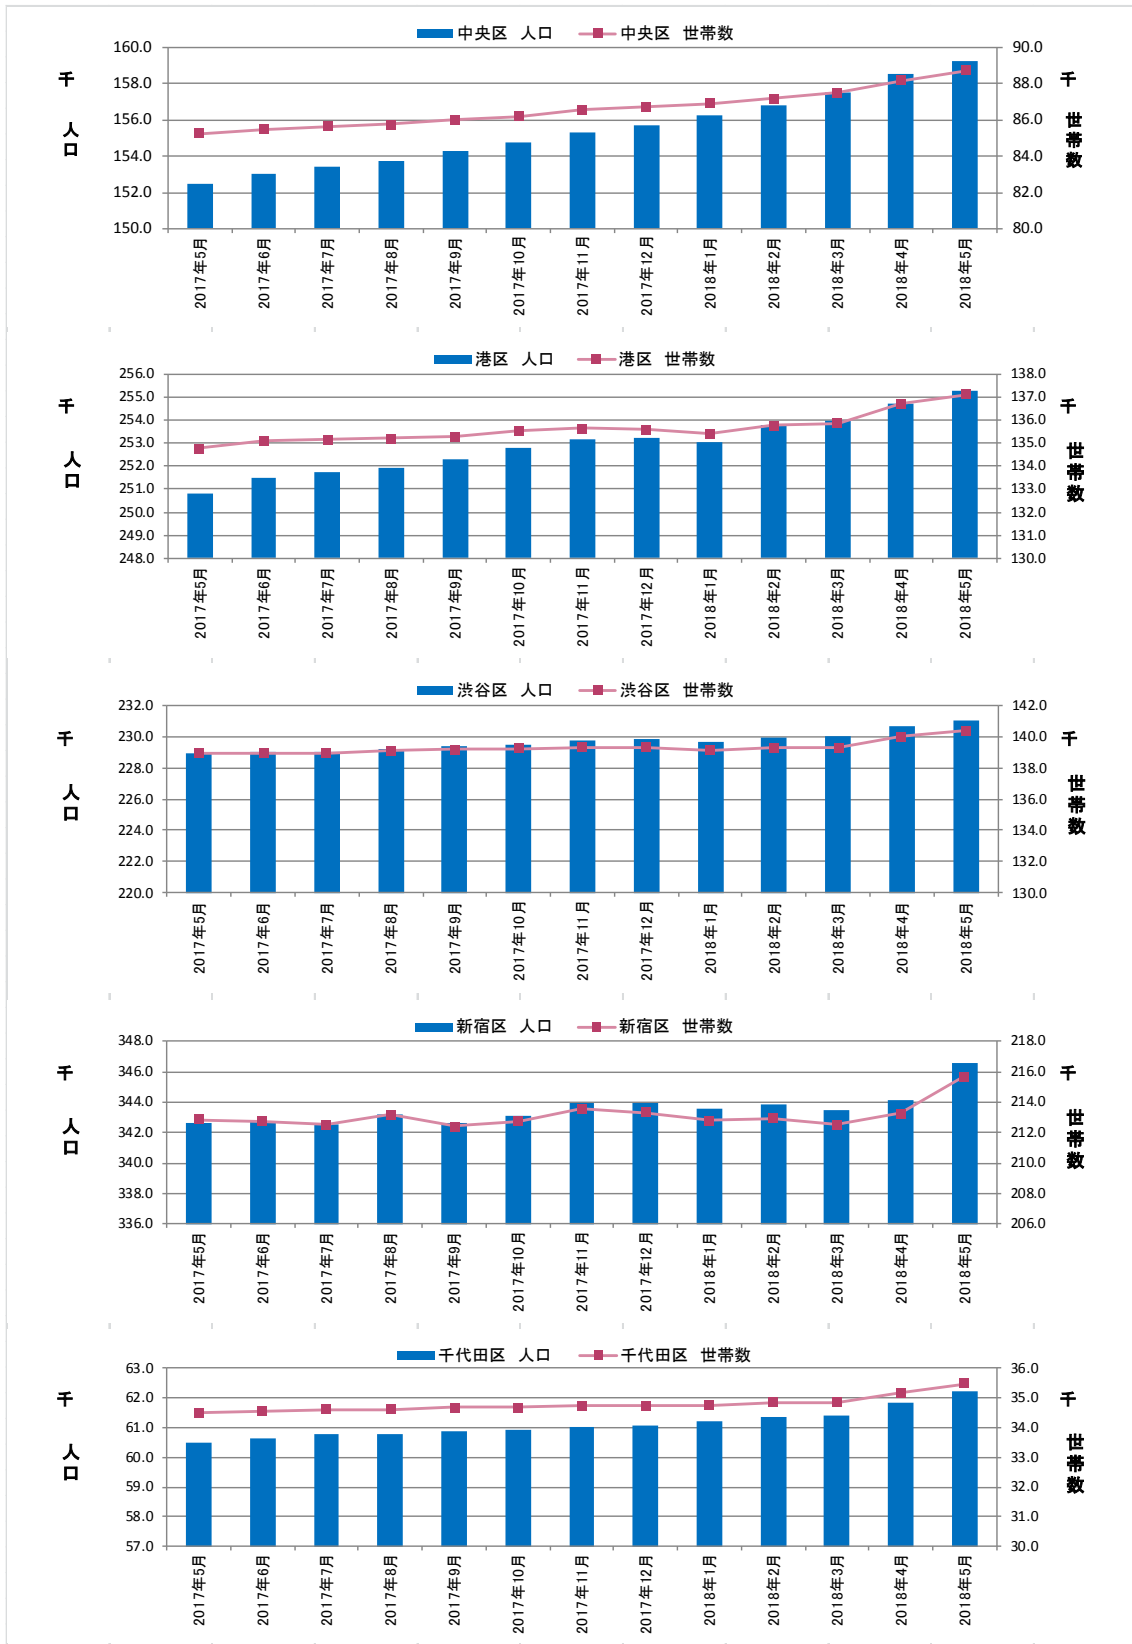 中央区 人口 中央区 世帯数
千 人口
160.0
158.0
156.0
154.0
152.0
150.0
千 世帯数
90.0
88.0
86.0
84.0
82.0
80.0
2017年5月
2017年6月
2017年7月
2017年8月
2017年9月
2017年10月
2017年11月
2017年12月
2018年1月
2018年2月
2018年3月
2018年4月
2018年5月
港区 人口 港区 世帯数
千 人口
256.0
255.0
254.0
253.0
252.0
251.0
250.0
249.0
248.0
千 世帯数
138.0
137.0
136.0
135.0
134.0
133.0
132.0
131.0
130.0
2017年5月
2017年6月
2017年7月
2017年8月
2017年9月
2017年10月
2017年11月
2017年12月
2018年1月
2018年2月
2018年3月
2018年4月
2018年5月
渋谷区 人口 渋谷区 世帯数
千 人口
232.0
230.0
228.0
226.0
224.0
222.0
220.0
千 世帯数
142.0
140.0
138.0
136.0
134.0
132.0
130.0
2017年5月
2017年6月
2017年7月
2017年8月
2017年9月
2017年10月
2017年11月
2017年12月
2018年1月
2018年2月
2018年3月
2018年4月
2018年5月
新宿区 人口 新宿区 世帯数
千 人口
348.0
346.0
344.0
342.0
340.0
338.0
336.0
千 世帯数
218.0
216.0
214.0
212.0
210.0
208.0
206.0
2017年5月
2017年6月
2017年7月
2017年8月
2017年9月
2017年10月
2017年11月
2017年12月
2018年1月
2018年2月
2018年3月
2018年4月
2018年5月
千代田区 人口 千代田区 世帯数
千 人口
63.0
62.0
61.0
60.0
59.0
58.0
57.0
千 世帯数
36.0
35.0
34.0
33.0
32.0
31.0
30.0
2017年5月
2017年6月
2017年7月
2017年8月
2017年9月
2017年10月
2017年11月
2017年12月
2018年1月
2018年2月
2018年3月
2018年4月
2018年5月